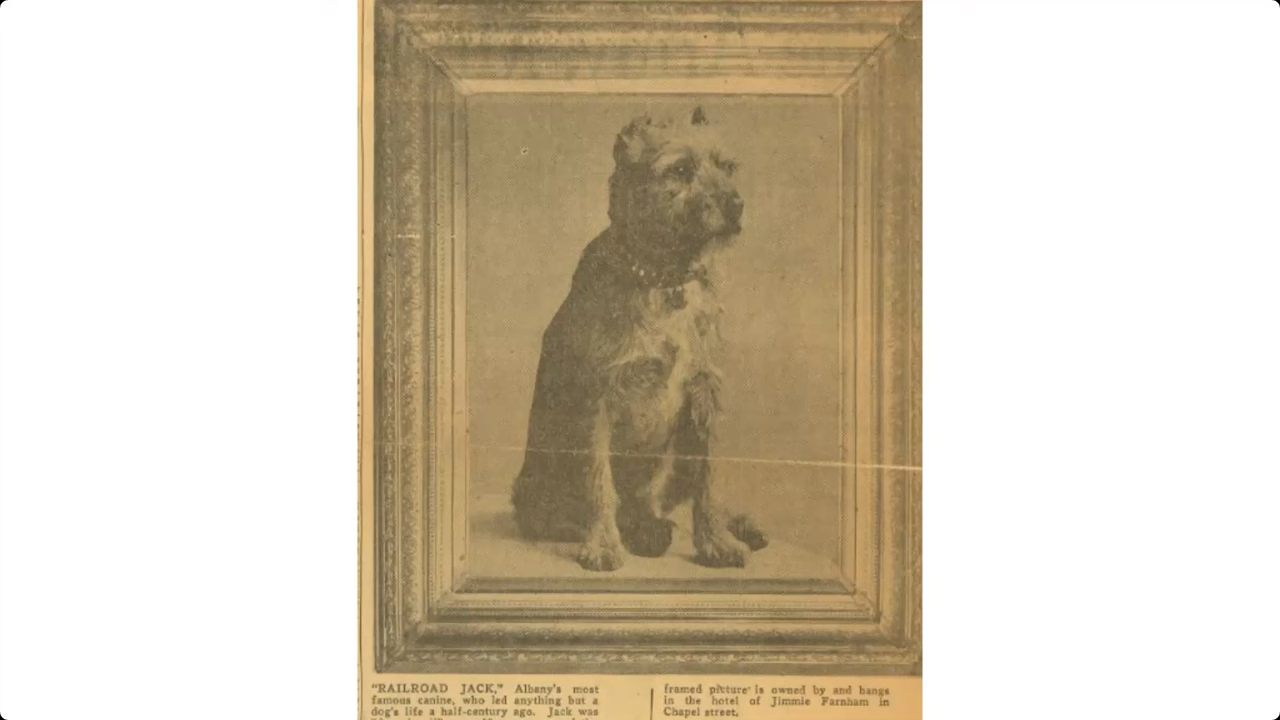 "RAILROAD JACK," Albany's most
famous canine, who led anything but a
dog's life a half-century ago. Jack was
framed picture is owned by and hangs
in the hotel of Jimmie Farnham in
Chapel street.